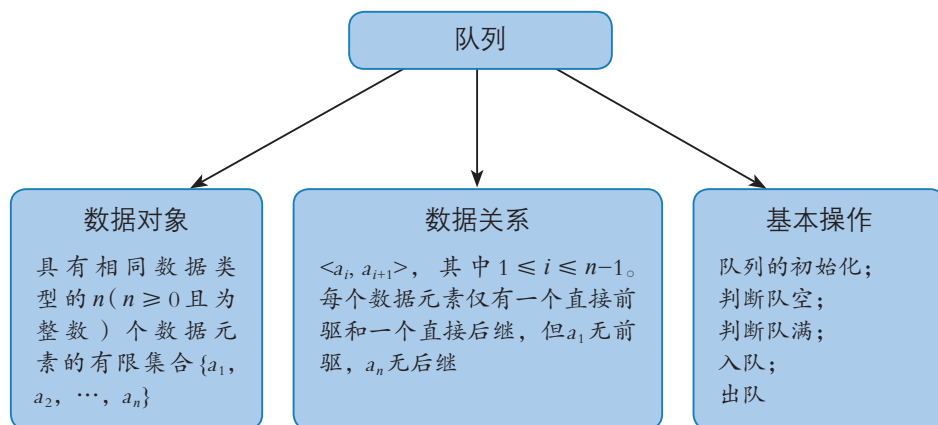 队列
数据对象
具有相同数据类
型的n(n≥0且为
整数)个数据元
素的有限集合{a₁,
a₂, …, aₙ}
数据关系
<aᵢ, aᵢ₊₁>, 其中1≤i≤n-1。
每个数据元素仅有一个直接前
驱和一个直接后继, 但a₁无前
驱, aₙ无后继
基本操作
队列的初始化;
判断队空;
判断队满;
入队;
出队